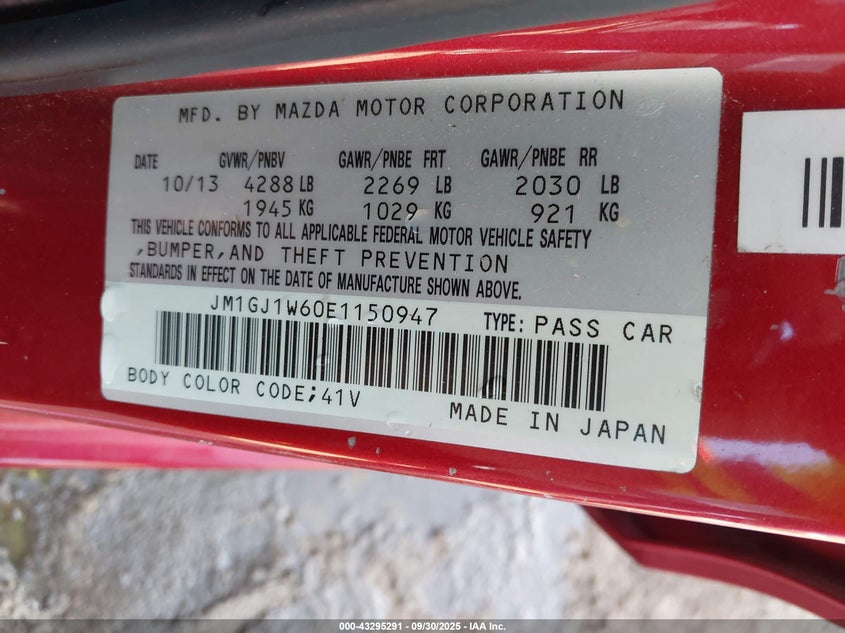 MFD. BY MAZDA MOTOR CORPORATION
DATE GVWR/PNBV GAWR/PNBE FRT GAWR/PNBE RR
10/13 4288 LB 2269 LB 2030 LB
1945 KG 1029 KG 921 KG
THIS VEHICLE CONFORMS TO ALL APPLICABLE FEDERAL MOTOR VEHICLE SAFETY
,BUMPER,AND THEFT PREVENTION
STANDARDS IN EFFECT ON THE DATE OF MANUFACTURE SHOWN ABOVE.
JM1GJ1W60E1150947 TYPE: PASS CAR
BODY COLOR CODE;41V
MADE IN JAPAN
000-43295291 - 09/30/2025 - IAA Inc.